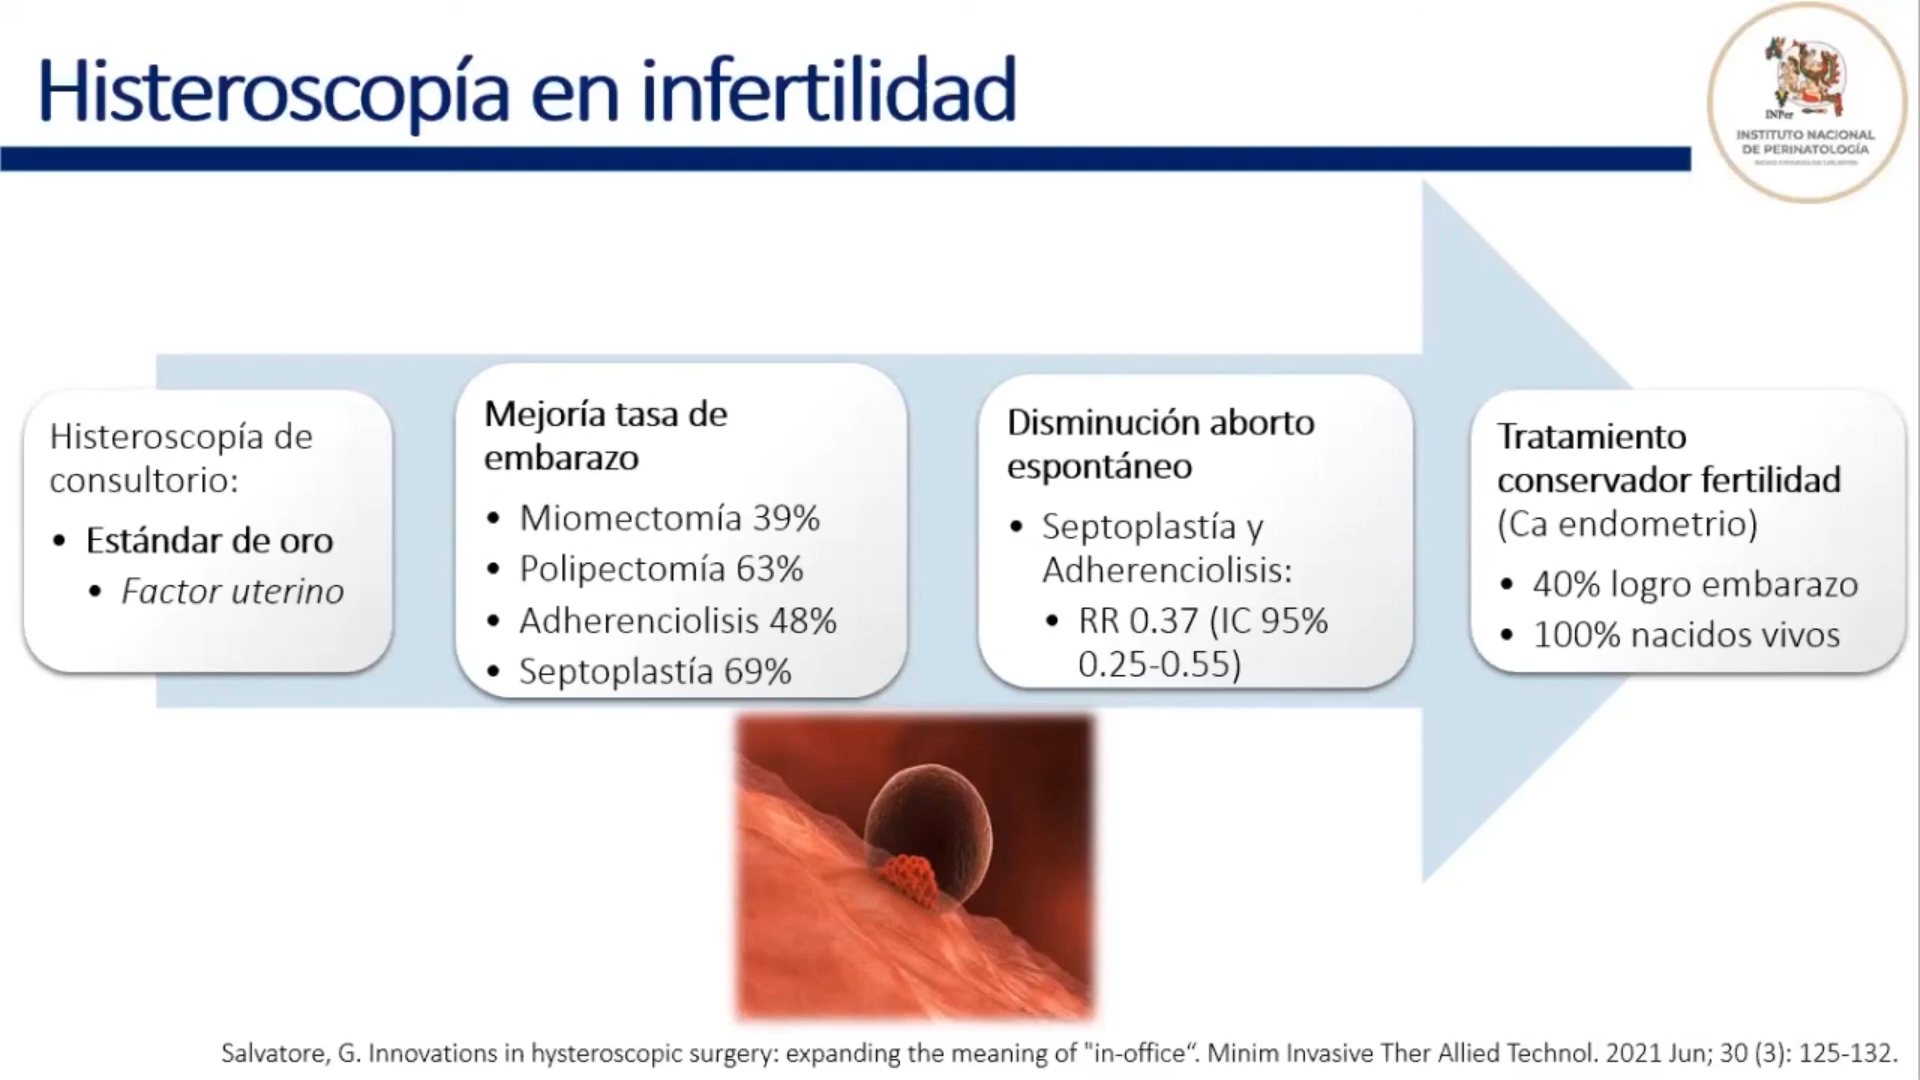 Histeroscopía en infertilidad
INPer
INSTITUTO NACIONAL
DE PERINATOLOGÍA
Histeroscopía de
consultorio:
• Estándar de oro
• Factor uterino
Mejoría tasa de
embarazo
• Miomectomía 39%
• Polipectomía 63%
• Adherenciolisis 48%
• Septoplastía 69%
Disminución aborto
espontáneo
• Septoplastía y
Adherenciolisis:
• RR 0.37 (IC 95%
0.25-0.55)
Tratamiento
conservador fertilidad
(Ca endometrio)
• 40% logro embarazo
• 100% nacidos vivos
Salvatore, G. Innovations in hysteroscopic surgery: expanding the meaning of "in-office“. Minim Invasive Ther Allied Technol. 2021 Jun; 30 (3): 125-132.